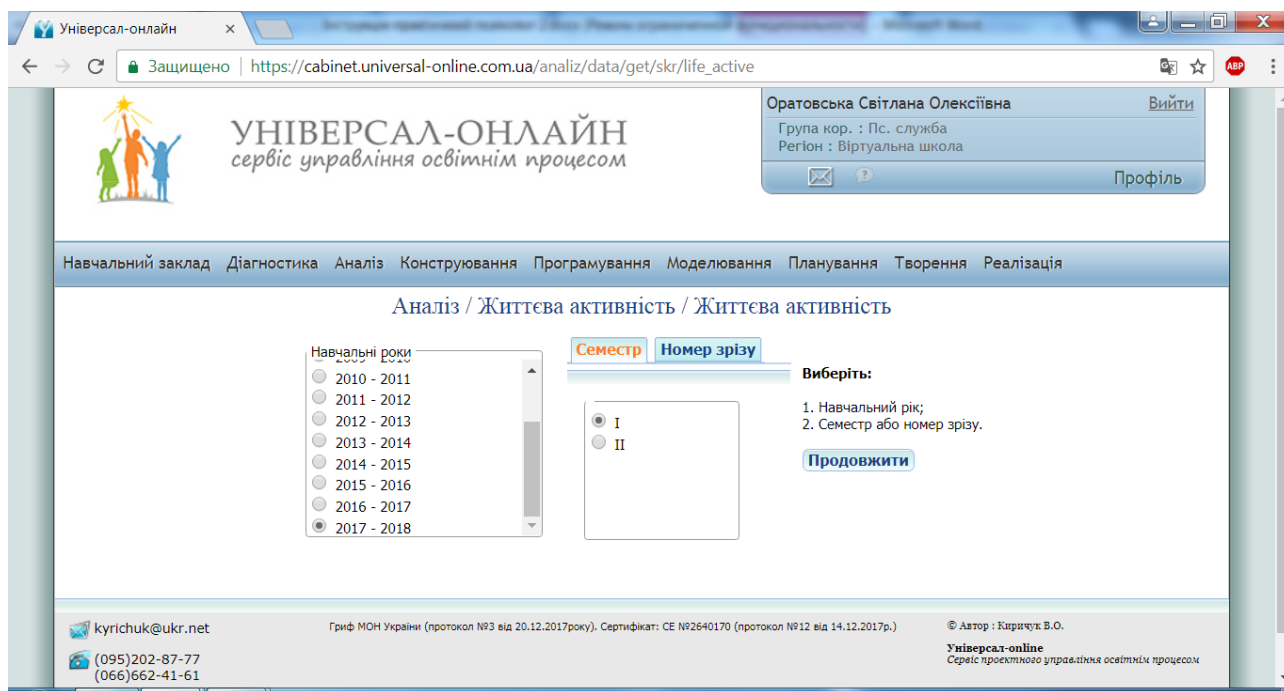 Універсал-онлайн
Защищено | https://cabinet.universal-online.com.ua/analiz/data/get/skr/life_active
ABP
УНІВЕРСАЛ-ОНЛАЙН
сервіс управління освітнім процесом
Оратовська Світлана Олексіївна
Выйти
Група кор. : Пс. служба
Регіон : Віртуальна школа
Профіль
Навчальний заклад Діагностика Аналіз Конструювання Програмування Моделювання Планування Творення Реалізація
Аналіз / Життєва активність / Життєва активність
Навчальні роки
2009 - 2010
2010 - 2011
2011 - 2012
2012 - 2013
2013 - 2014
2014 - 2015
2015 - 2016
2016 - 2017
2017 - 2018
Семестр Номер зрізу
I
II
Виберіть:
1. Навчальний рік;
2. Семестр або номер зрізу.
Продовжити
kyrichuk@ukr.net
(095)202-87-77
(066)662-41-61
Гриф МОН України (протокол №3 від 20.12.2017року). Сертифікат: СЕ №2640170 (протокол №12 від 14.12.2017р.)
© Автор : Киричук В.О.
Універсал-online
Сервіс проектного управління освітнім процесом